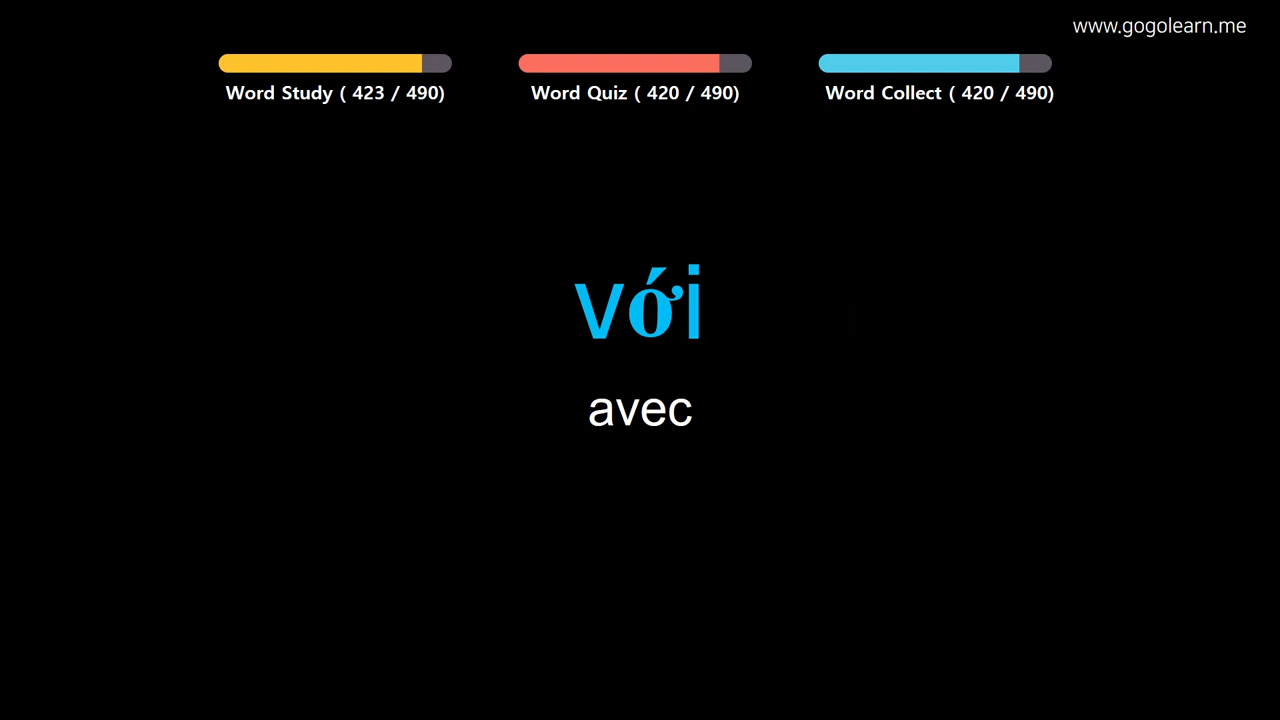 www.gogolearn.me
Word Study ( 423 / 490)
Word Quiz ( 420 / 490)
Word Collect ( 420 / 490)
với
avec